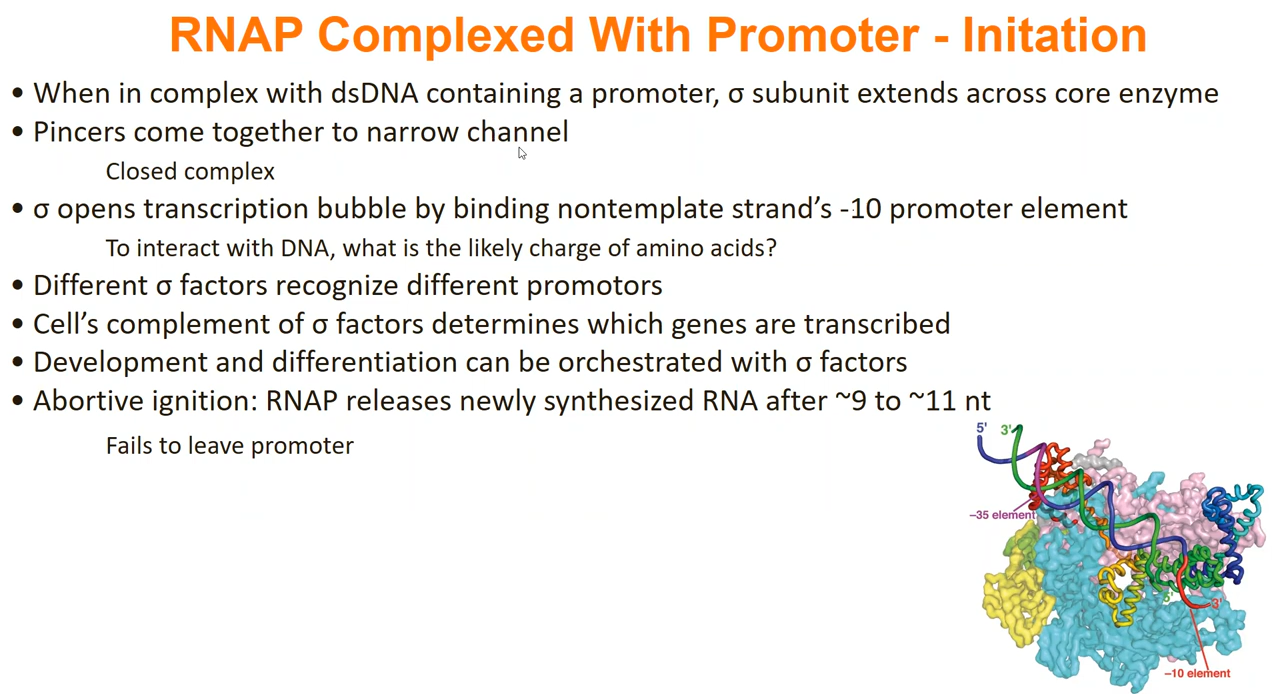 RNAP Complexed With Promoter - Initation
• When in complex with dsDNA containing a promoter, σ subunit extends across core enzyme
• Pincers come together to narrow channel
Closed complex
• σ opens transcription bubble by binding nontemplate strand's -10 promoter element
To interact with DNA, what is the likely charge of amino acids?
• Different σ factors recognize different promotors
• Cell's complement of σ factors determines which genes are transcribed
• Development and differentiation can be orchestrated with σ factors
• Abortive ignition: RNAP releases newly synthesized RNA after ~9 to ~11 nt
Fails to leave promoter
5' 3'
–35 element
5'
3'
–10 element